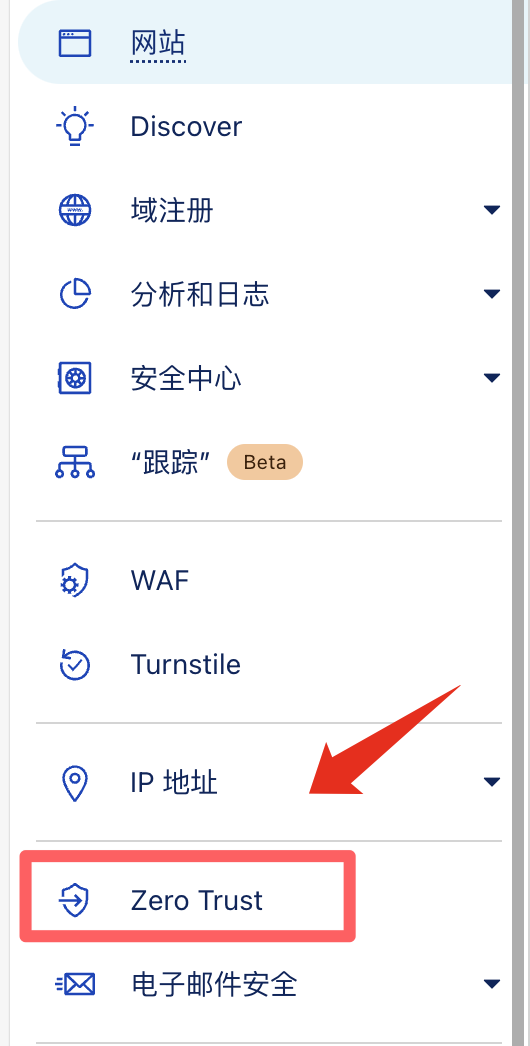 网站
Discover
域注册
分析和日志
安全中心
“跟踪” Beta
WAF
Turnstile
IP 地址
Zero Trust
电子邮件安全